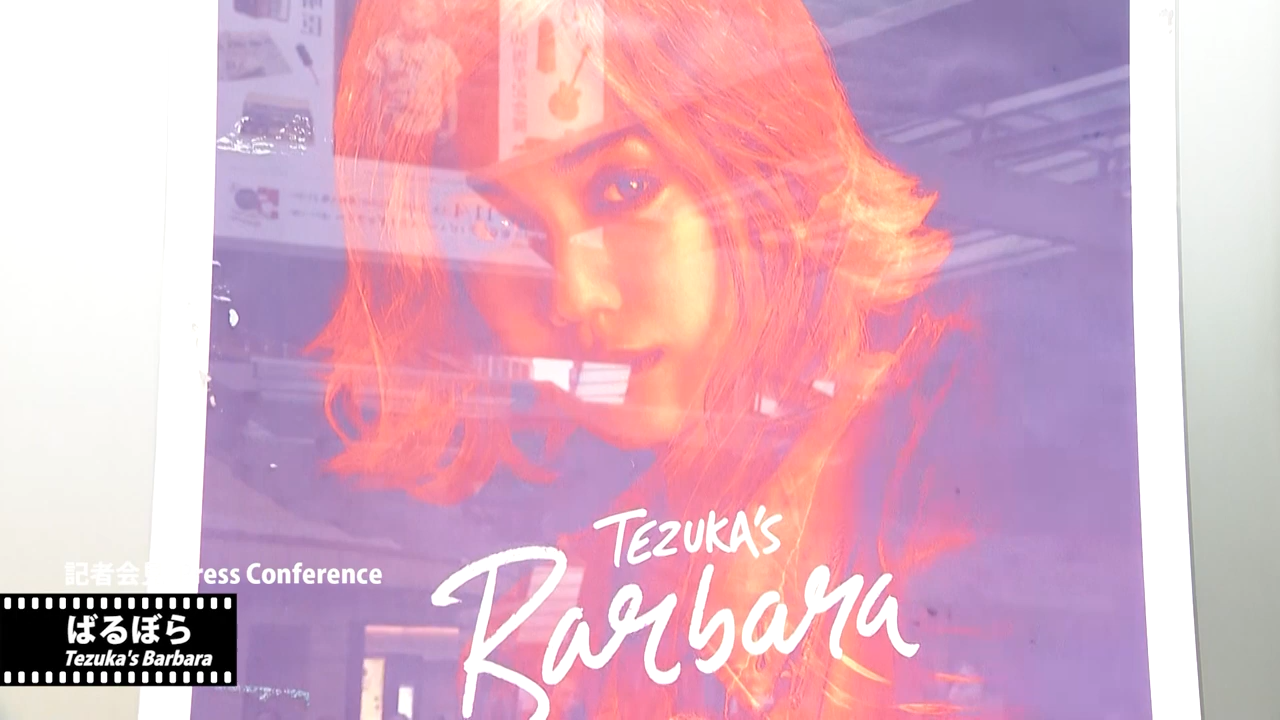 TEZUKA'S
Barbara
記者会見 Press Conference
ばるぼら
Tezuka's Barbara